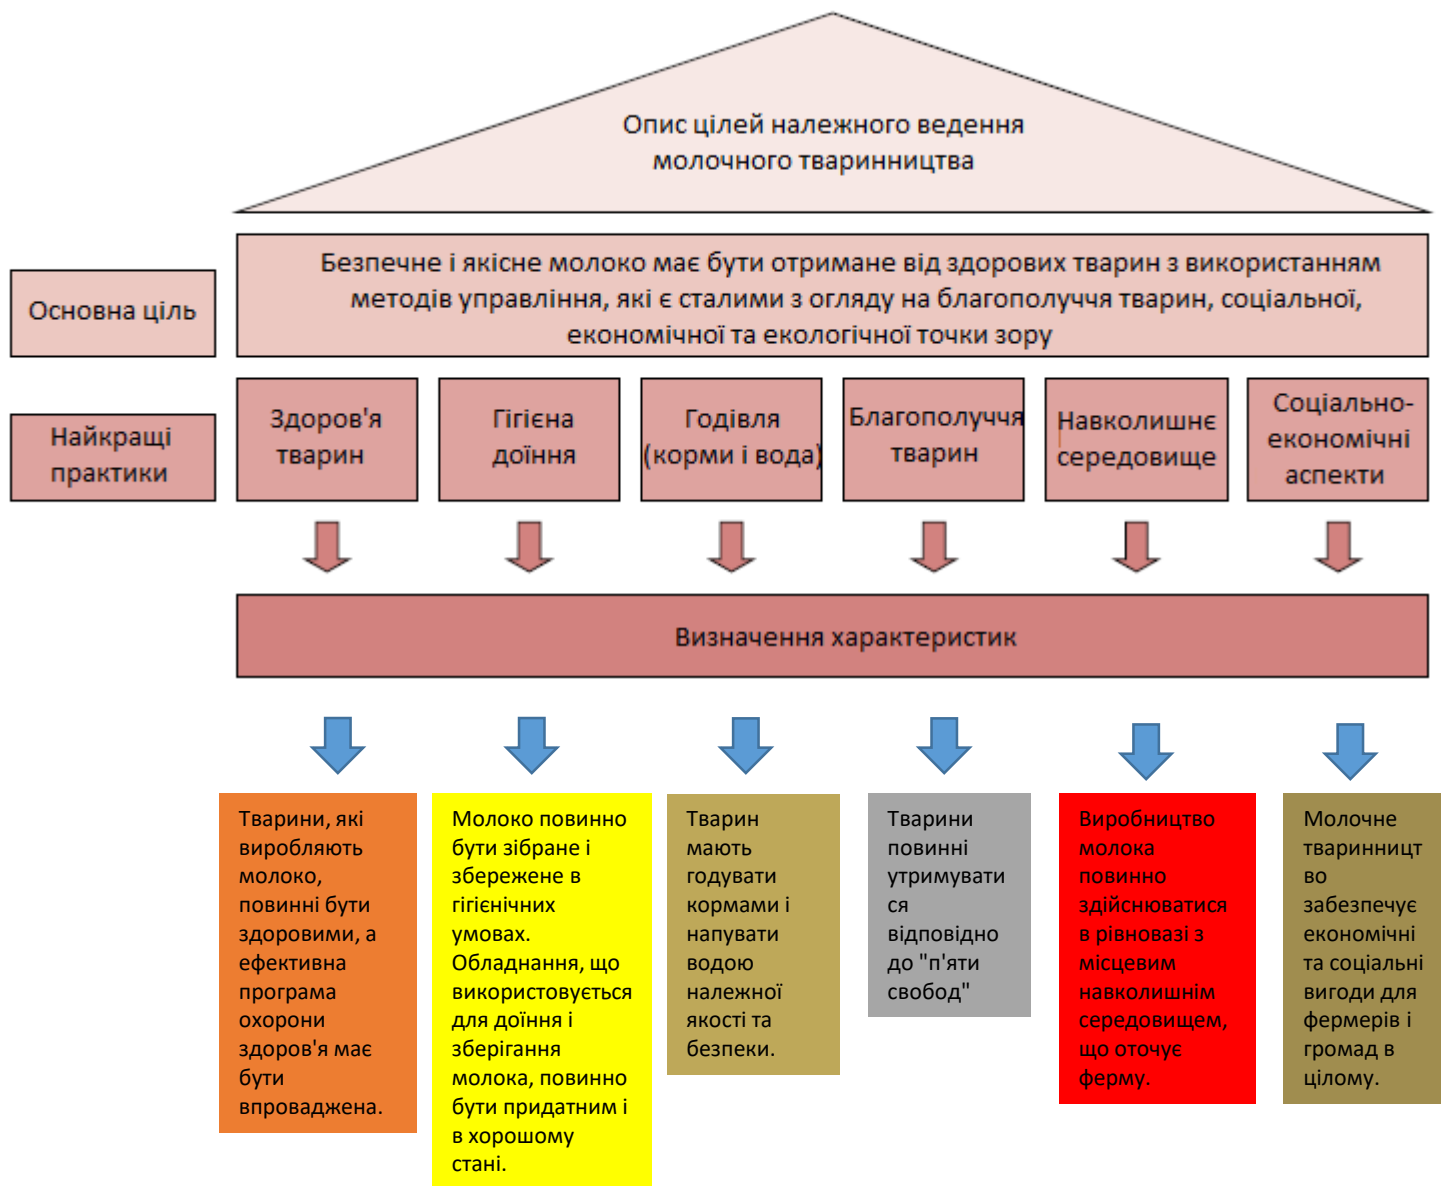 Опис цілей належного ведення
молочного тваринництва
Основна ціль
Безпечне і якісне молоко має бути отримане від здорових тварин з використанням
методів управління, які є сталими з огляду на благополуччя тварин, соціальної,
економічної та екологічної точки зору
Найкращі
практики
Здоров'я
тварин
Гігієна
доїння
Годівля
(корми і вода)
Благополуччя
тварин
Навколишнє
середовище
Соціально-
економічні
аспекти
Визначення характеристик
Тварини, які
виробляють
молоко,
повинні бути
здоровими, а
ефективна
програма
охорони
здоров'я має
бути
впроваджена.
Молоко повинно
бути зібране і
збережене в
гігієнічних
умовах.
Обладнання, що
використовується
для доїння і
зберігання
молока, повинно
бути придатним і
в хорошому
стані.
Тварин
мають
годувати
кормами і
напувати
водою
належної
якості та
безпеки.
Тварини
повинні
утримувати
ся
відповідно
до "п'яти
свобод"
Виробництво
молока
повинно
здійснюватися
в рівновазі з
місцевим
навколишнім
середовищем,
що оточує
ферму.
Молочне
тваринницт
во
забезпечує
економічні
та соціальні
вигоди для
фермерів і
громад в
цілому.